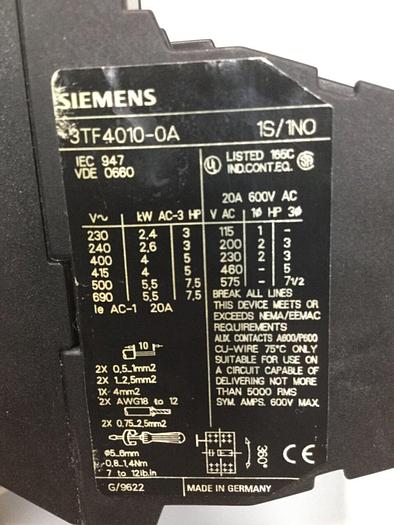 SIEMENS
3TF4010-0A 1S/1NO
IEC 947
VDE 0660
UL LISTED 165C
IND.CONT.EQ. SA
20A 600V AC
V~ kW AC-3 HP
230 2,4 3
240 2,6 3
400 4 5
415 4 5
500 5,5 7,5
690 5,5 7,5
Ie AC-1 20A
V AC 1Ø HP 3Ø
115 1 -
200 2 3
230 2 3
460 - 5
575 - 7 1/2
BREAK ALL LINES
THIS DEVICE MEETS OR
EXCEEDS NEMA/EEMAC
REQUIREMENTS
AUX. CONTACTS A600/P600
CU-WIRE 75°C ONLY
SUITABLE FOR USE ON
A CIRCUIT CAPABLE OF
DELIVERING NOT MORE
THAN 5000 RMS
SYM. AMPS. 600V MAX.
10
2X 0,5...1mm2
2X 1...2,5mm2
1X 4mm2
2X AWG18 to 12
2X 0,75...2,5mm2
Ø5...6mm
0,8...1,4Nm
7 to 12lb.in
360°
CE
G/9622 MADE IN GERMANY